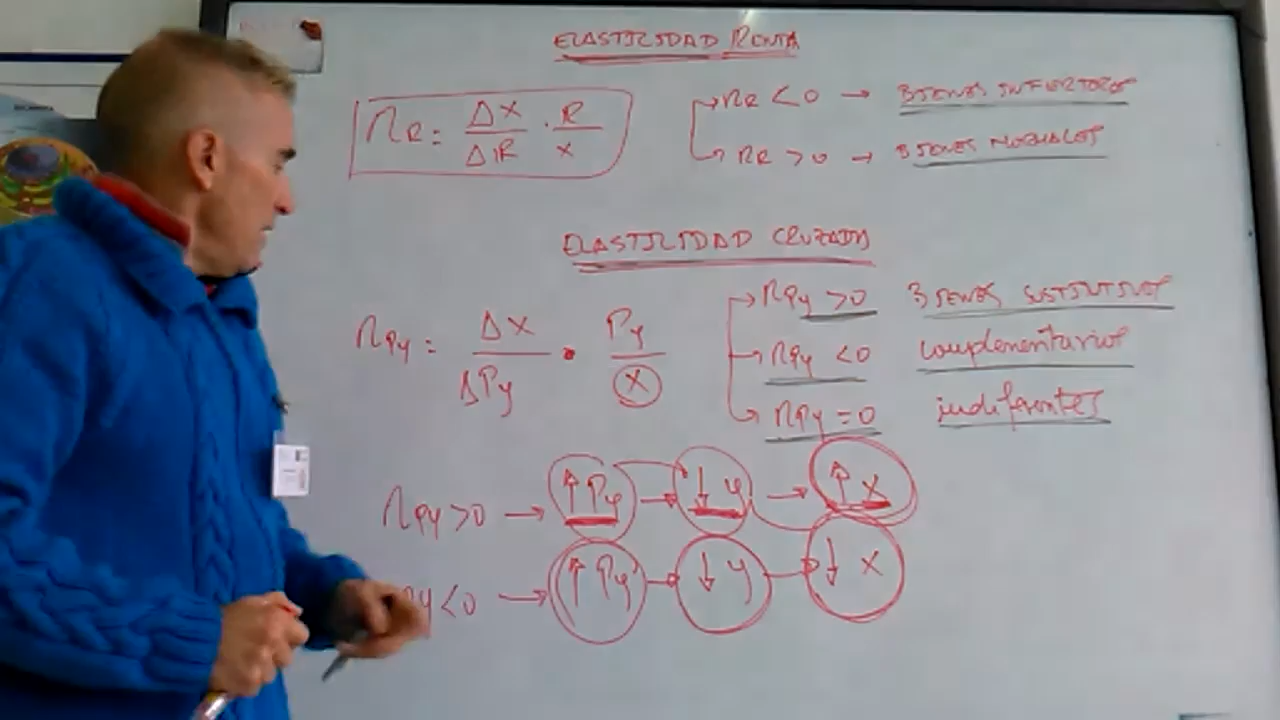 ELASTICIDAD RENTA
ηR = ΔX/ΔR · R/X
ηR < 0 → BIENES INFERIORES
ηR > 0 → BIENES NORMALES
ELASTICIDAD CRUZADA
ηPy = ΔX/ΔPy · Py/X
ηPy > 0 BIENES SUSTITUTIVOS
ηPy < 0 complementarios
ηPy = 0 indiferentes
ηPy > 0 → ↑Py → ↓y → ↑X
Py < 0 → ↑Py → ↓y → ↓X